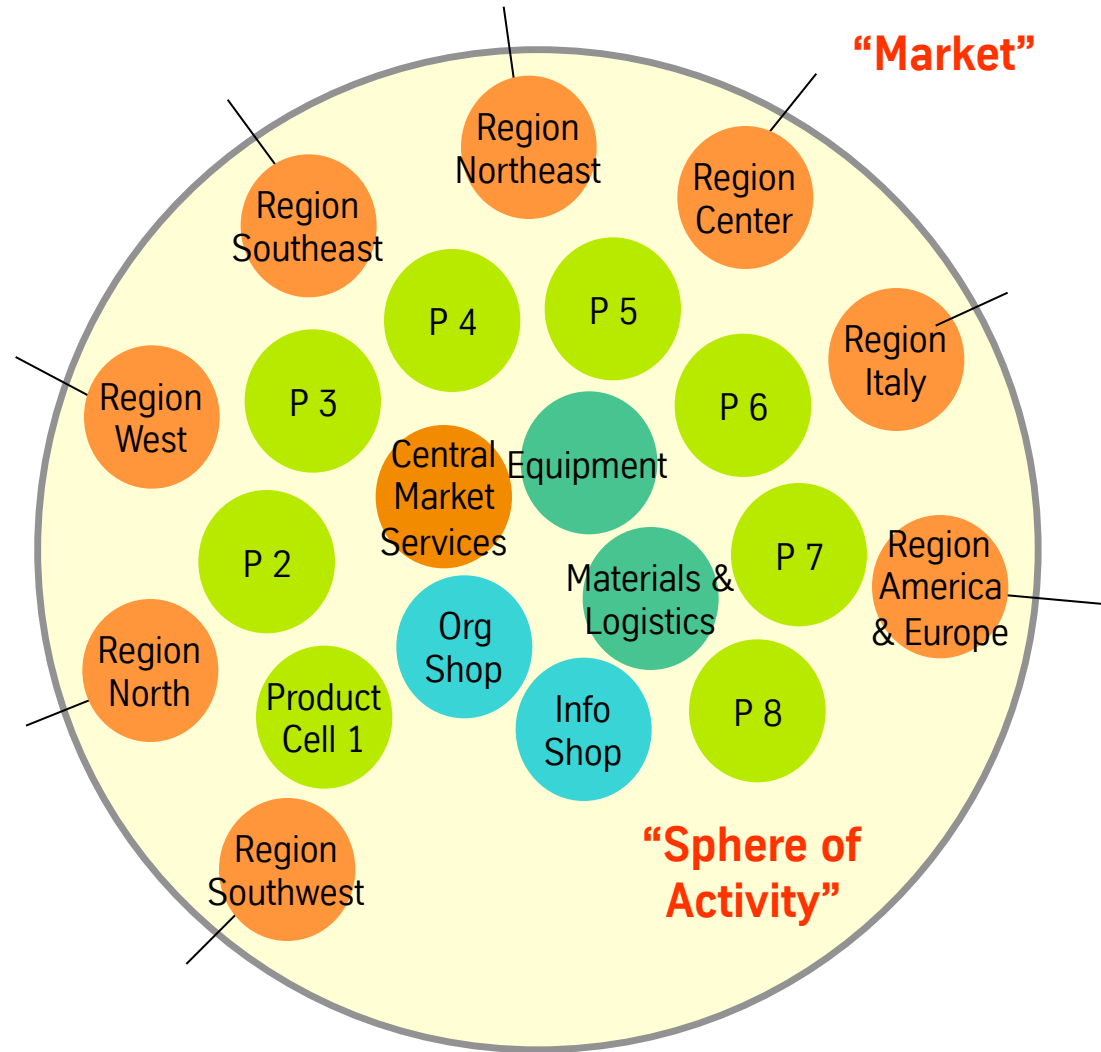 “Market”
Region
Northeast
Region
Center
Region
Southeast
Region
Italy
P 4
P 5
Region
West
P 3
P 6
Central
Market
Services
Equipment
P 2
P 7
Region
America
& Europe
Materials &
Logistics
Org
Shop
Region
North
Product
Cell 1
Info
Shop
P 8
“Sphere of
Activity”
Region
Southwest